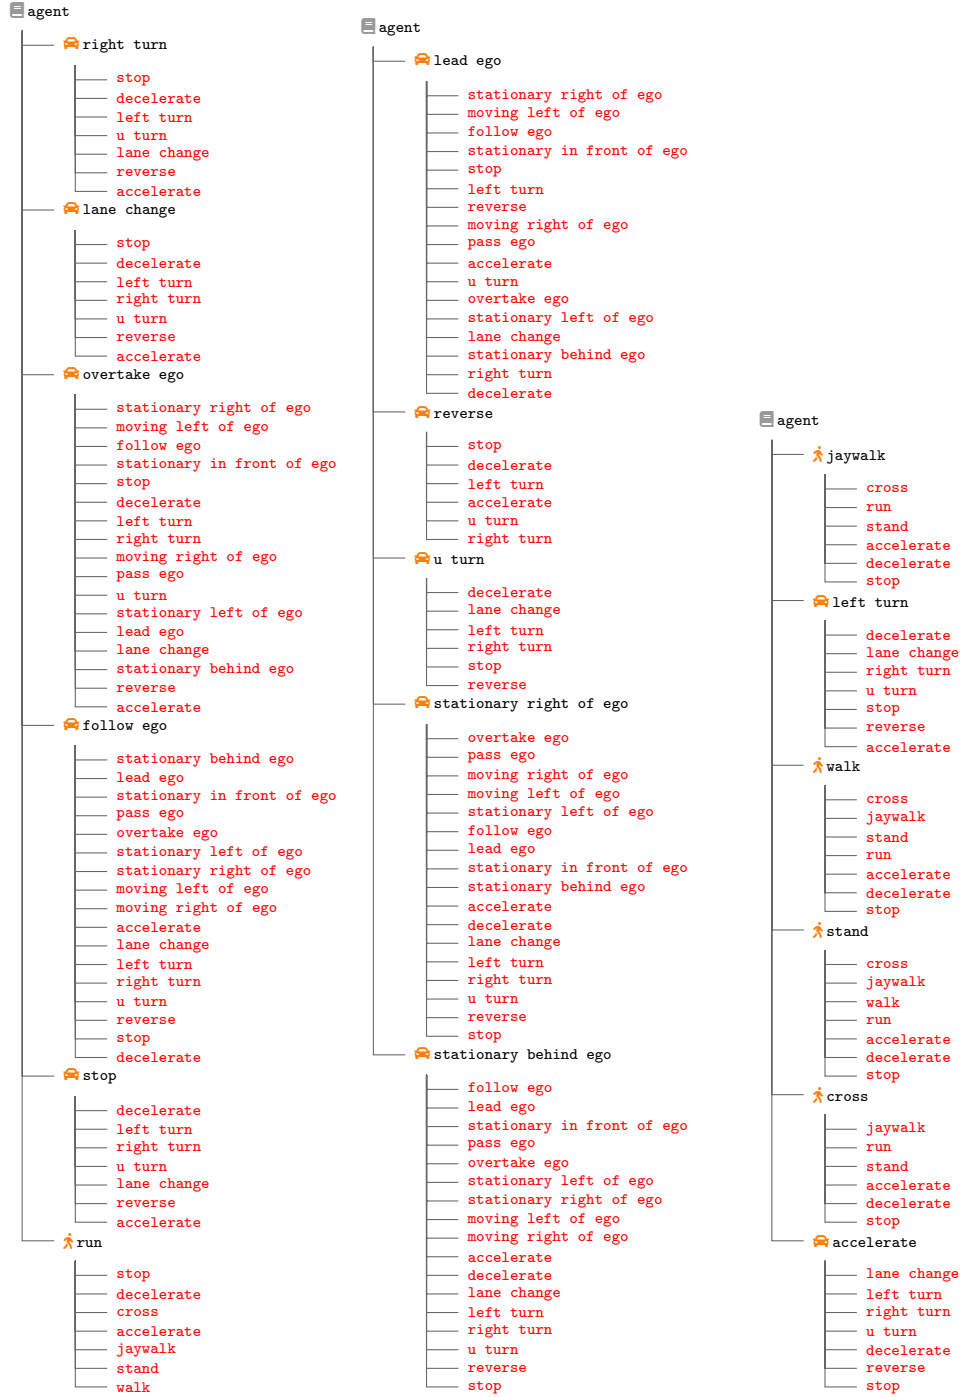 agent
right turn
stop
decelerate
left turn
u turn
lane change
reverse
accelerate
lane change
stop
decelerate
left turn
right turn
u turn
reverse
accelerate
overtake ego
stationary right of ego
moving left of ego
follow ego
stationary in front of ego
stop
decelerate
left turn
right turn
moving right of ego
pass ego
u turn
stationary left of ego
lead ego
lane change
stationary behind ego
reverse
accelerate
follow ego
stationary behind ego
lead ego
stationary in front of ego
pass ego
overtake ego
stationary left of ego
stationary right of ego
moving left of ego
moving right of ego
accelerate
lane change
left turn
right turn
u turn
reverse
stop
decelerate
stop
decelerate
left turn
right turn
u turn
lane change
reverse
accelerate
run
stop
decelerate
cross
accelerate
jaywalk
stand
walk
agent
lead ego
stationary right of ego
moving left of ego
follow ego
stationary in front of ego
stop
left turn
reverse
moving right of ego
pass ego
accelerate
u turn
overtake ego
stationary left of ego
lane change
stationary behind ego
right turn
decelerate
reverse
stop
decelerate
left turn
accelerate
u turn
right turn
u turn
decelerate
lane change
left turn
right turn
stop
reverse
stationary right of ego
overtake ego
pass ego
moving right of ego
moving left of ego
stationary left of ego
follow ego
lead ego
stationary in front of ego
stationary behind ego
accelerate
decelerate
lane change
left turn
right turn
u turn
reverse
stop
stationary behind ego
follow ego
lead ego
stationary in front of ego
pass ego
overtake ego
stationary left of ego
stationary right of ego
moving left of ego
moving right of ego
accelerate
decelerate
lane change
left turn
right turn
u turn
reverse
stop
agent
jaywalk
cross
run
stand
accelerate
decelerate
stop
left turn
decelerate
lane change
right turn
u turn
stop
reverse
accelerate
walk
cross
jaywalk
stand
run
accelerate
decelerate
stop
stand
cross
jaywalk
walk
run
accelerate
decelerate
stop
cross
jaywalk
run
stand
accelerate
decelerate
stop
accelerate
lane change
left turn
right turn
u turn
decelerate
reverse
stop